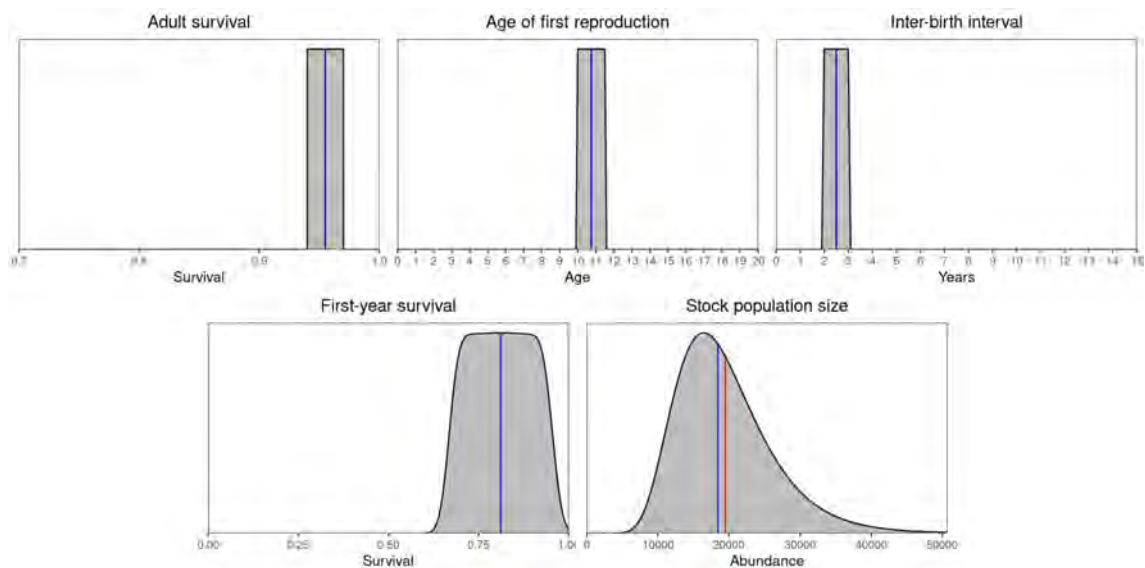 Adult survival
Age of first reproduction
Inter-birth interval
0.7 0.8 0.9 1.0
0 1 2 3 4 5 6 7 8 9 10 11 12 13 14 15 16 17 18 19 20
0 1 2 3 4 5 6 7 8 9 10 11 12 13 14 15
Survival
Age
Years
First-year survival
Stock population size
0.00 0.25 0.50 0.75 1.0
0 10000 20000 30000 40000 50000
Survival
Abundance